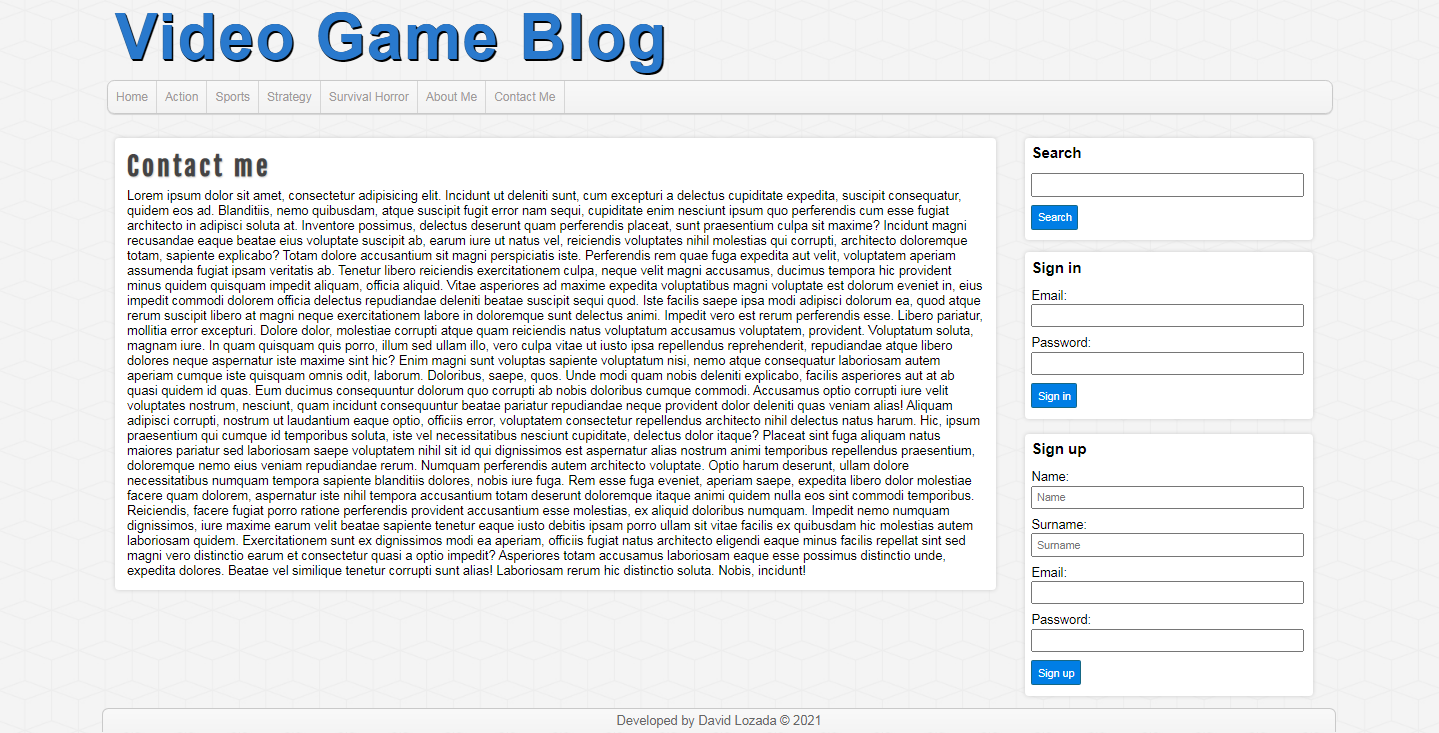 Video Game Blog
Home Action Sports Strategy Survival Horror About Me Contact Me
Contact me
Lorem ipsum dolor sit amet, consectetur adipisicing elit. Incidunt ut deleniti sunt, cum excepturi a delectus cupiditate expedita, suscipit consequatur,
quidem eos ad. Blanditiis, nemo quibusdam, atque suscipit fugit error nam sequi, cupiditate enim nesciunt ipsum quo perferendis cum esse fugiat
architecto in adipisci soluta at. Inventore possimus, delectus deserunt quam perferendis placeat, sunt praesentium culpa sit maxime? Incidunt magni
recusandae eaque beatae eius voluptate suscipit ab, earum iure ut natus vel, reiciendis voluptates nihil molestias qui corrupti, architecto doloremque
totam, sapiente explicabo? Totam dolore accusantium sit magni perspiciatis iste. Perferendis rem quae fuga expedita aut velit, voluptatem aperiam
assumenda fugiat ipsam veritatis ab. Tenetur libero reiciendis exercitationem culpa, neque velit magni accusamus, ducimus tempora hic provident
minus quidem quisquam impedit aliquam, officia aliquid. Vitae asperiores ad maxime expedita voluptatibus magni voluptate est dolorum eveniet in, eius
impedit commodi dolorem officia delectus repudiandae deleniti beatae suscipit sequi quod. Iste facilis saepe ipsa modi adipisci dolorum ea, quod atque
rerum suscipit libero at magni neque exercitationem labore in doloremque sunt delectus animi. Impedit vero est rerum perferendis esse. Libero pariatur,
mollitia error excepturi. Dolore dolor, molestiae corrupti atque quam reiciendis natus voluptatum accusamus voluptatem, provident. Voluptatum soluta,
magnam iure. In quam quisquam quis porro, illum sed ullam illo, vero culpa vitae ut iusto ipsa repellendus reprehenderit, repudiandae atque libero
dolores neque aspernatur iste maxime sint hic? Enim magni sunt voluptas sapiente voluptatum nisi, nemo atque consequatur laboriosam autem
aperiam cumque iste quisquam omnis odit, laborum. Doloribus, saepe, quos. Unde modi quam nobis deleniti explicabo, facilis asperiores aut at ab
quasi quidem id quas. Eum ducimus consequuntur dolorum quo corrupti ab nobis doloribus cumque commodi. Accusamus optio corrupti iure velit
voluptates nostrum, nesciunt, quam incidunt consequuntur beatae pariatur repudiandae neque provident dolor deleniti quas veniam alias! Aliquam
adipisci corrupti, nostrum ut laudantium eaque optio, officiis error, voluptatem consectetur repellendus architecto nihil delectus natus harum. Hic, ipsum
praesentium qui cumque id temporibus soluta, iste vel necessitatibus nesciunt cupiditate, delectus dolor itaque? Placeat sint fuga aliquam natus
maiores pariatur sed laboriosam saepe voluptatem nihil sit id qui dignissimos est aspernatur alias nostrum animi temporibus repellendus praesentium,
doloremque nemo eius veniam repudiandae rerum. Numquam perferendis autem architecto voluptate. Optio harum deserunt, ullam dolore
necessitatibus numquam tempora sapiente blanditiis dolores, nobis iure fuga. Rem esse fuga eveniet, aperiam saepe, expedita libero dolor molestiae
facere quam dolorem, aspernatur iste nihil tempora accusantium totam deserunt doloremque itaque animi quidem nulla eos sint commodi temporibus.
Reiciendis, facere fugiat porro ratione perferendis provident accusantium esse molestias, ex aliquid doloribus numquam. Impedit nemo numquam
dignissimos, iure maxime earum velit beatae sapiente tenetur eaque iusto debitis ipsam porro ullam sit vitae facilis ex quibusdam hic molestias autem
laboriosam quidem. Exercitationem sunt ex dignissimos modi ea aperiam, officiis fugiat natus architecto eligendi eaque minus facilis repellat sint sed
magni vero distinctio earum et consectetur quasi a optio impedit? Asperiores totam accusamus laboriosam eaque esse possimus distinctio unde,
expedita dolores. Beatae vel similique tenetur corrupti sunt alias! Laboriosam rerum hic distinctio soluta. Nobis, incidunt!
Search
Search
Sign in
Email:
Password:
Sign in
Sign up
Name:
Name
Surname:
Surname
Email:
Password:
Sign up
Developed by David Lozada © 2021